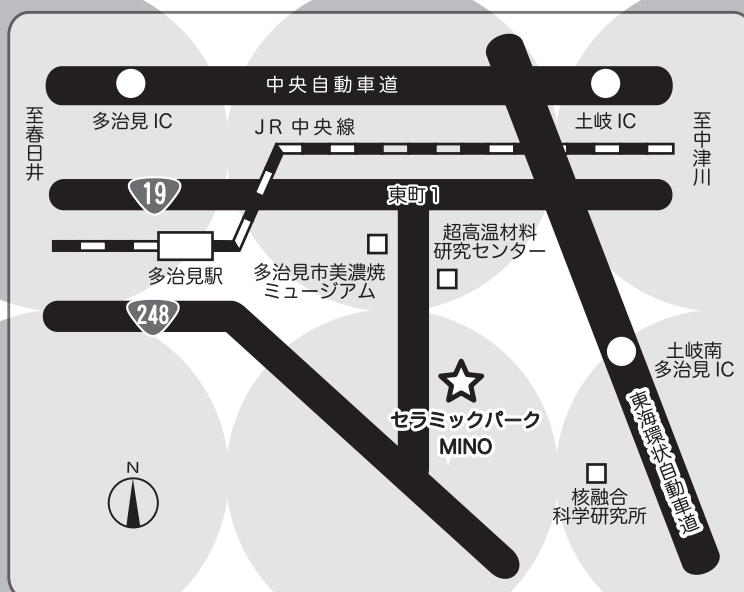 中央自動車道
多治見 IC
土岐 IC
至春日井
JR 中央線
至中津川
19
東町 1
多治見駅
多治見市美濃焼
ミュージアム
超高温材料
研究センター
248
土岐南
多治見 IC
セラミックパーク
MINO
東海環状自動車道
N
核融合
科学研究所